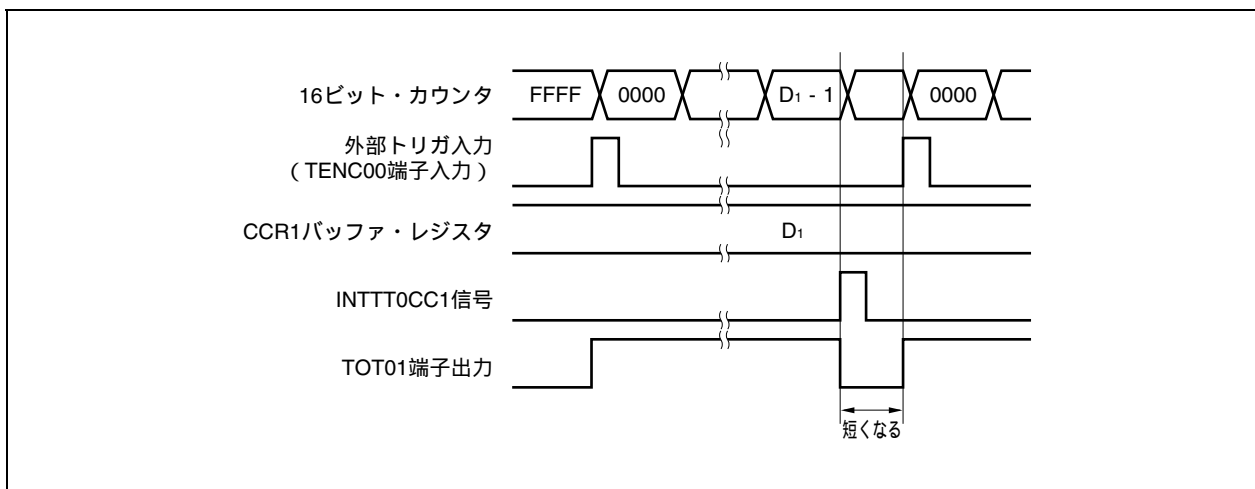 16ビット・カウンタ FFFF 0000 D1 - 1 0000
外部トリガ入力
（TENC00端子入力）
CCR1バッファ・レジスタ D1
INTTT0CC1信号
TOT01端子出力
短くなる